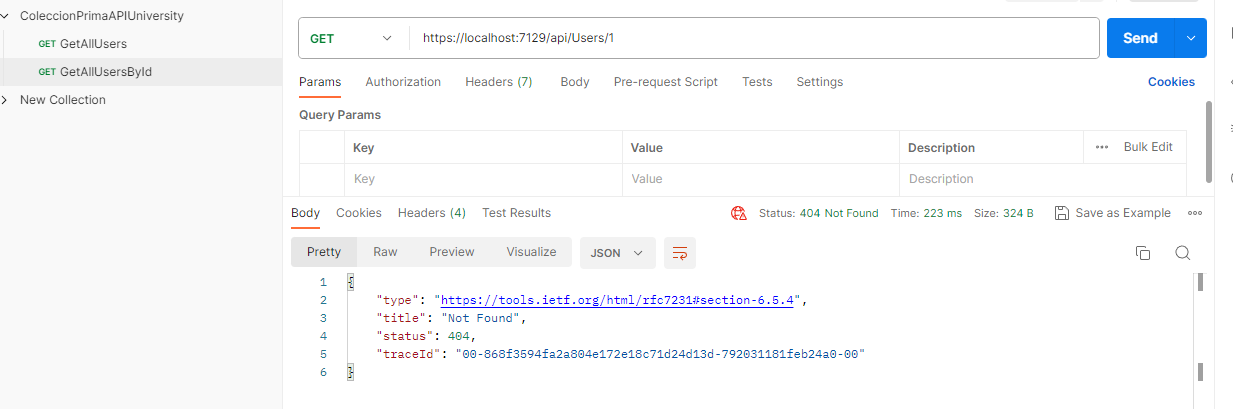 ColeccionPrimaAPIUniversity
GET GetAllUsers
GET GetAllUsersById
New Collection
GET https://localhost:7129/api/Users/1 Send
Params Authorization Headers (7) Body Pre-request Script Tests Settings Cookies
Query Params
Key Value Description ••• Bulk Edit
Key Value Description
Body Cookies Headers (4) Test Results Status: 404 Not Found Time: 223 ms Size: 324 B Save as Example •••
Pretty Raw Preview Visualize JSON
1 {
2 "type": "https://tools.ietf.org/html/rfc7231#section-6.5.4",
3 "title": "Not Found",
4 "status": 404,
5 "traceId": "00-868f3594fa2a804e172e18c71d24d13d-792031181feb24a0-00"
6 }